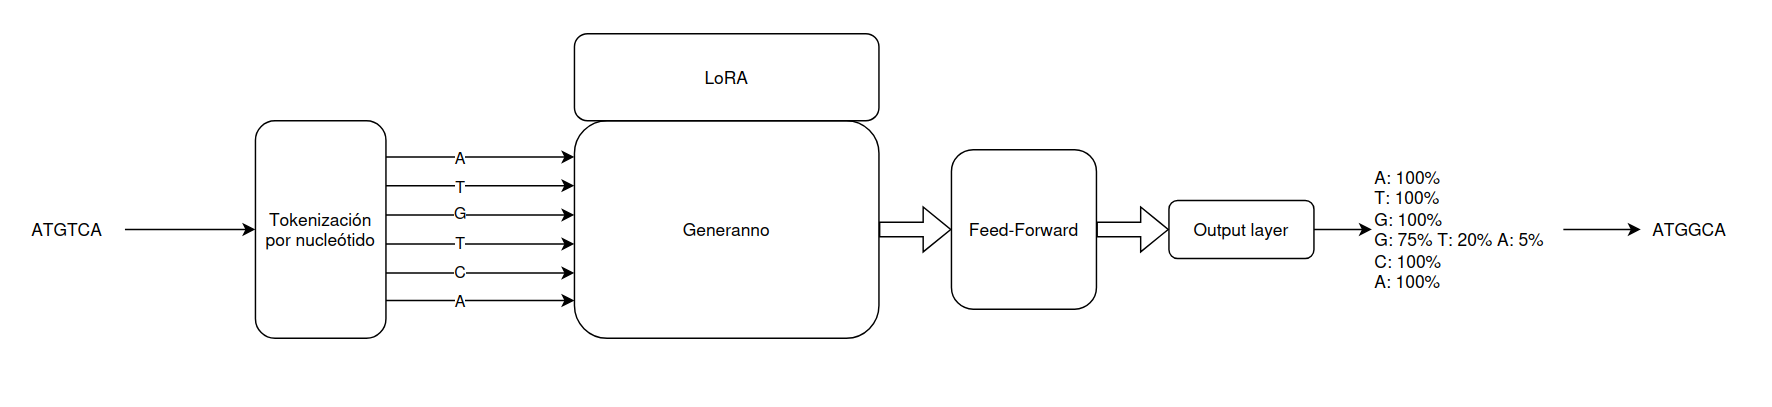 LoRA
ATGTCA
Tokenización
por nucleótido
A
T
G
T
C
A
Generanno
Feed-Forward
Output layer
A: 100%
T: 100%
G: 100%
G: 75% T: 20% A: 5%
C: 100%
A: 100%
ATGGCA